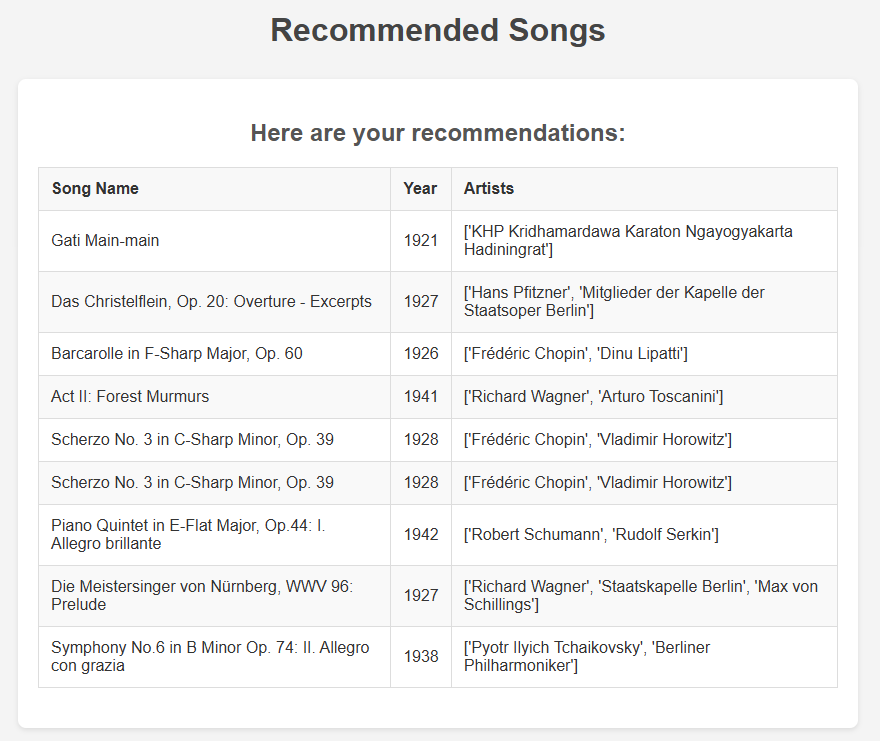 Recommended Songs
Here are your recommendations:
Song Name Year Artists
Gati Main-main 1921 ['KHP Kridhamardawa Karaton Ngayogyakarta
Hadiningrat']
Das Christelflein, Op. 20: Overture - Excerpts 1927 ['Hans Pfitzner', 'Mitglieder der Kapelle der
Staatsoper Berlin']
Barcarolle in F-Sharp Major, Op. 60 1926 ['Frédéric Chopin', 'Dinu Lipatti']
Act II: Forest Murmurs 1941 ['Richard Wagner', 'Arturo Toscanini']
Scherzo No. 3 in C-Sharp Minor, Op. 39 1928 ['Frédéric Chopin', 'Vladimir Horowitz']
Scherzo No. 3 in C-Sharp Minor, Op. 39 1928 ['Frédéric Chopin', 'Vladimir Horowitz']
Piano Quintet in E-Flat Major, Op.44: I.
Allegro brillante 1942 ['Robert Schumann', 'Rudolf Serkin']
Die Meistersinger von Nürnberg, WWV 96:
Prelude 1927 ['Richard Wagner', 'Staatskapelle Berlin', 'Max von
Schillings']
Symphony No.6 in B Minor Op. 74: II. Allegro
con grazia 1938 ['Pyotr Ilyich Tchaikovsky', 'Berliner
Philharmoniker']